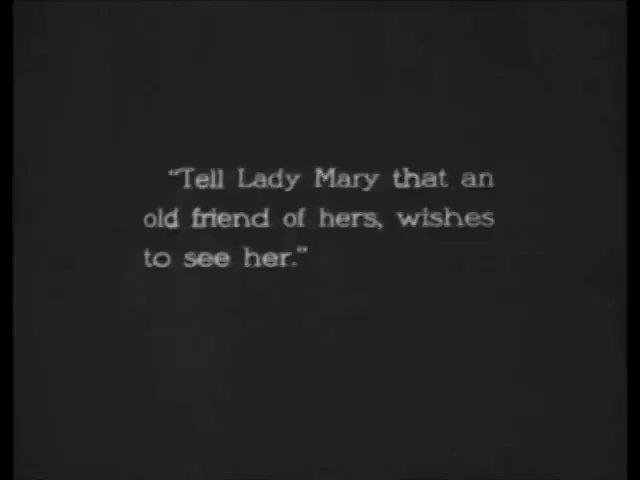 “Tell Lady Mary that an
old friend of hers, wishes
to see her.”